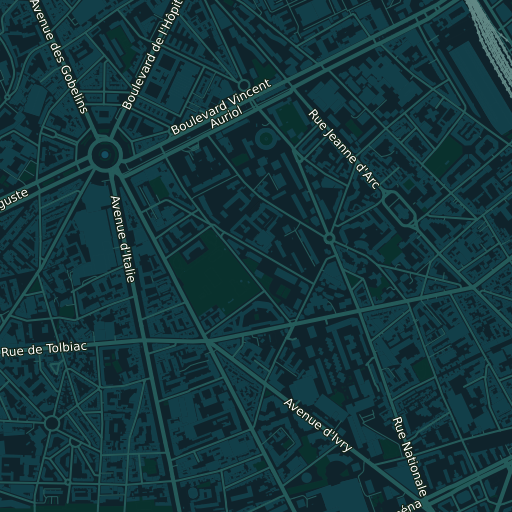 Avenue des Gobelins
Boulevard de l'Hôpit
Boulevard Vincent
Auriol
Rue Jeanne d'Arc
guste
Avenue d'Italie
Rue de Tolbiac
Avenue d'Ivry
Rue Nationale
éna